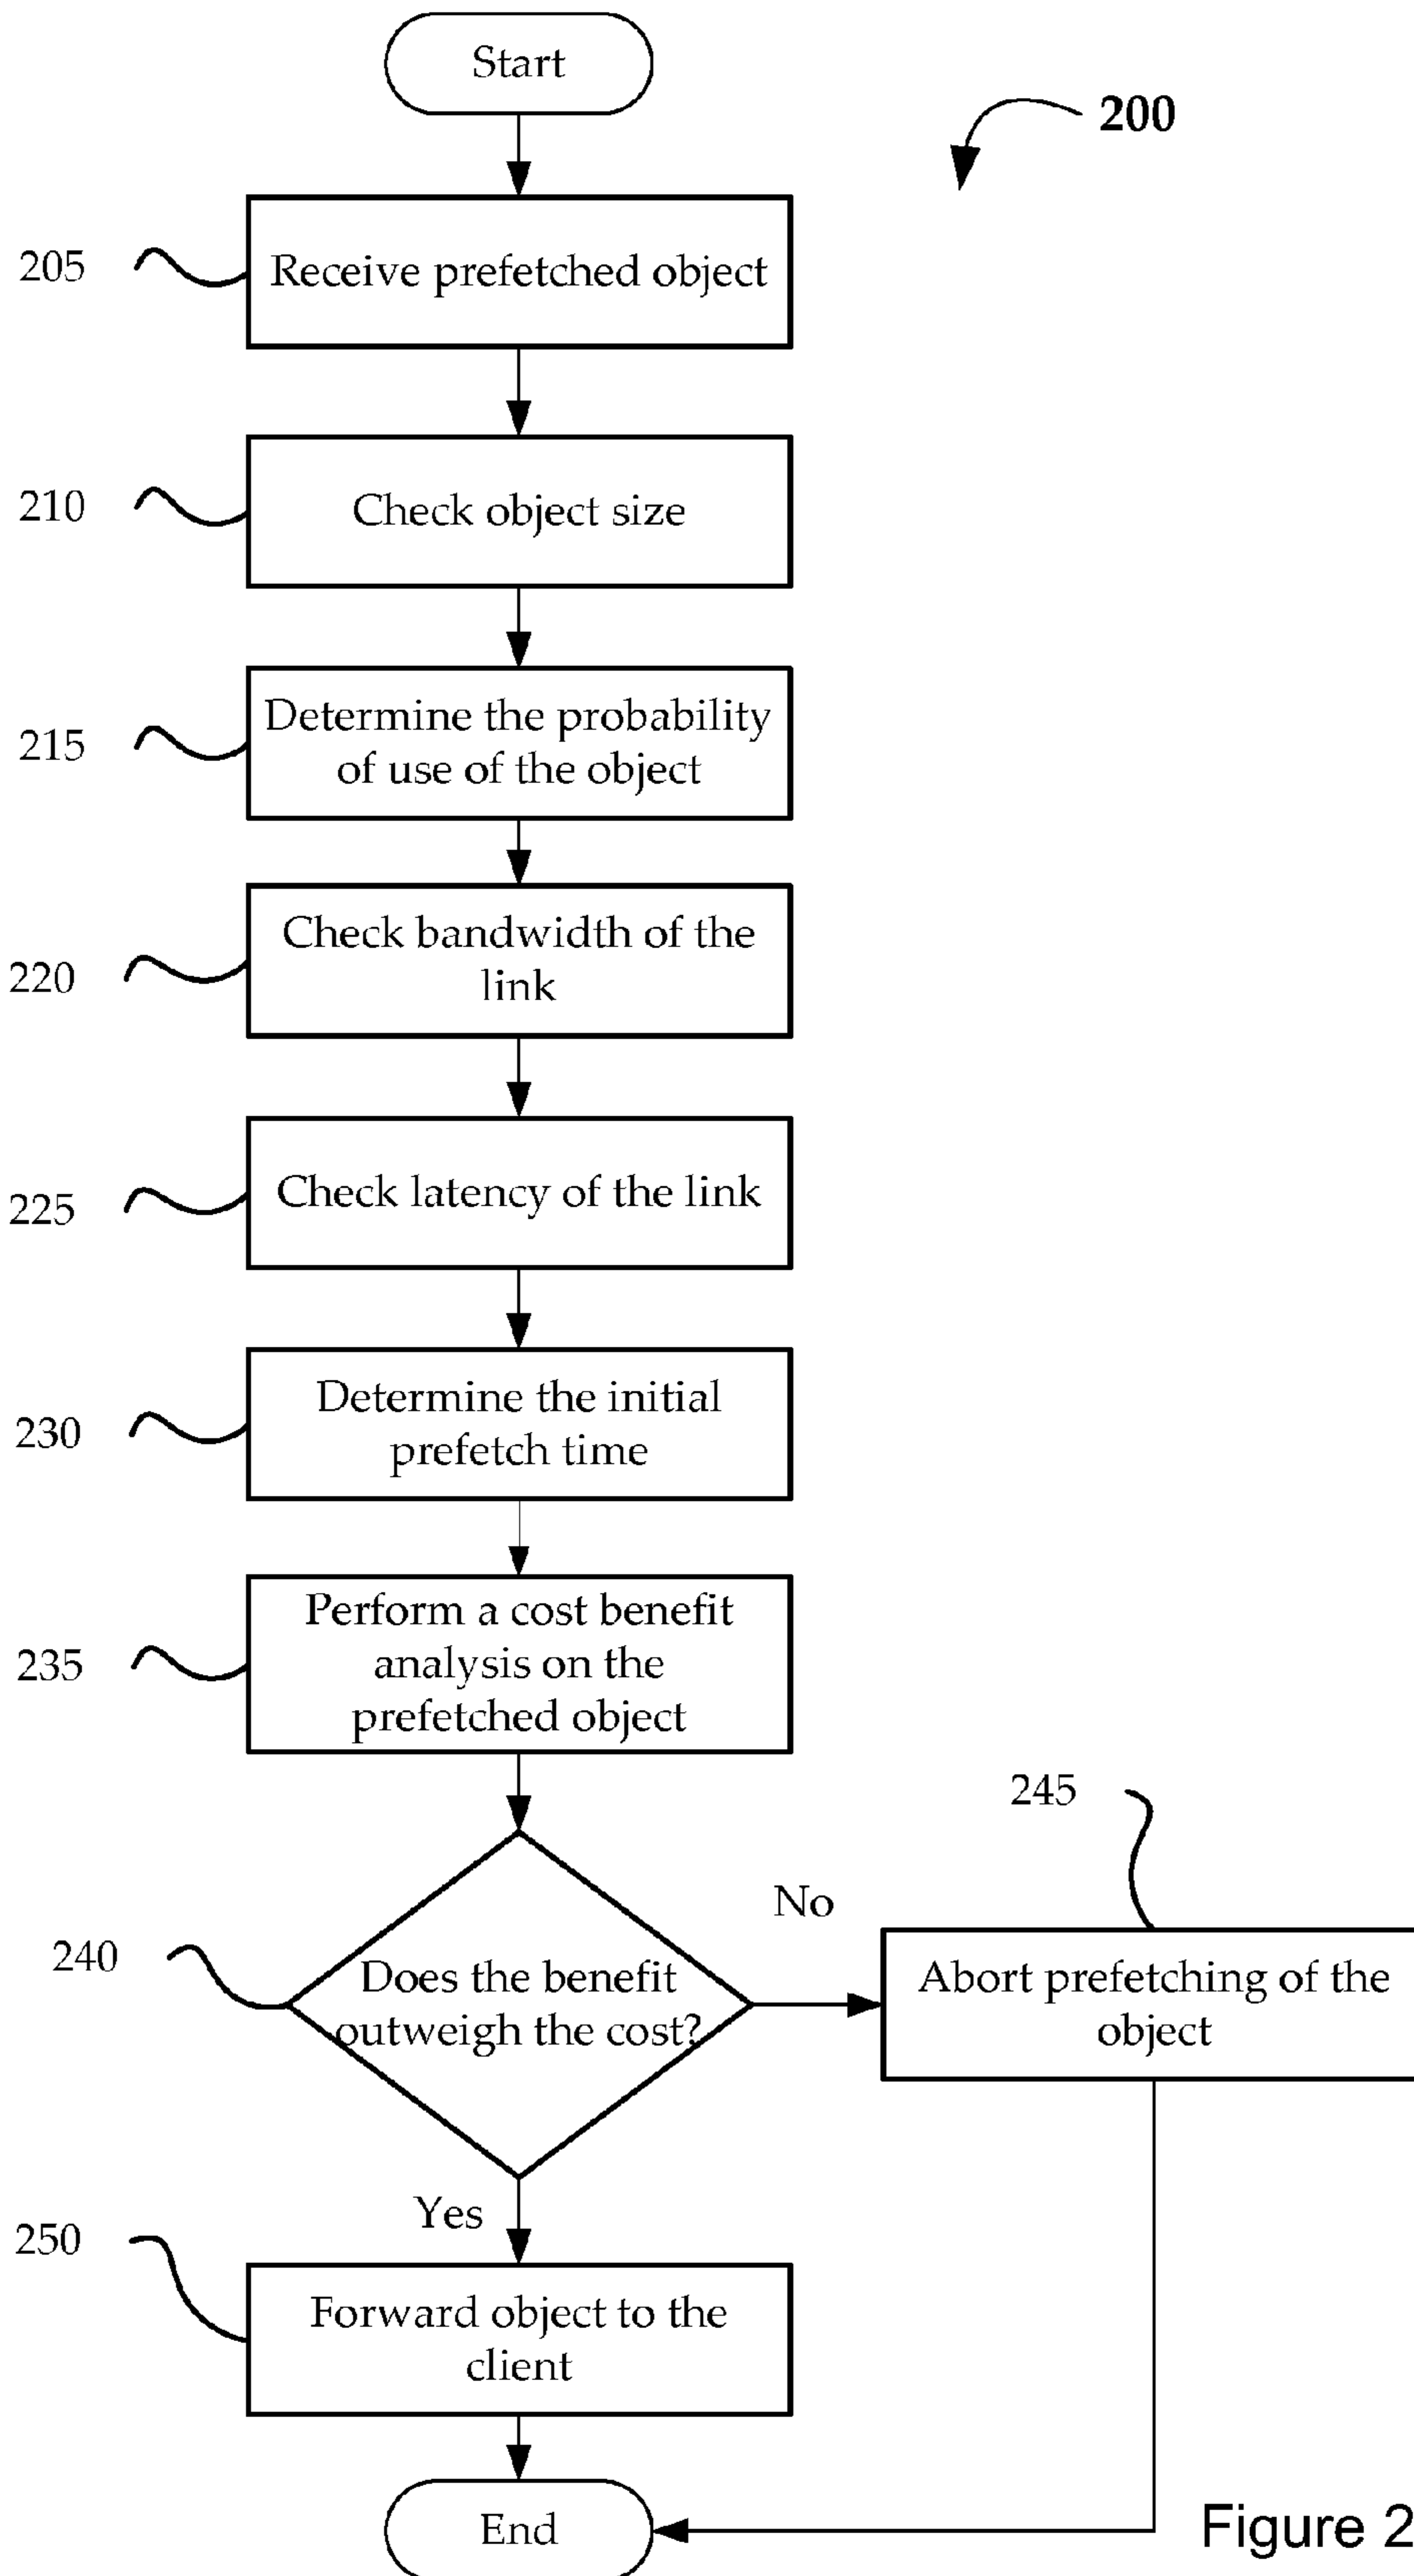 Start
200
205
Receive prefetched object
210
Check object size
215
Determine the probability
of use of the object
220
Check bandwidth of the
link
225
Check latency of the link
230
Determine the initial
prefetch time
235
Perform a cost benefit
analysis on the
prefetched object
240
Does the benefit
outweigh the cost?
No
245
Abort prefetching of the
object
Yes
250
Forward object to the
client
End
Figure 2